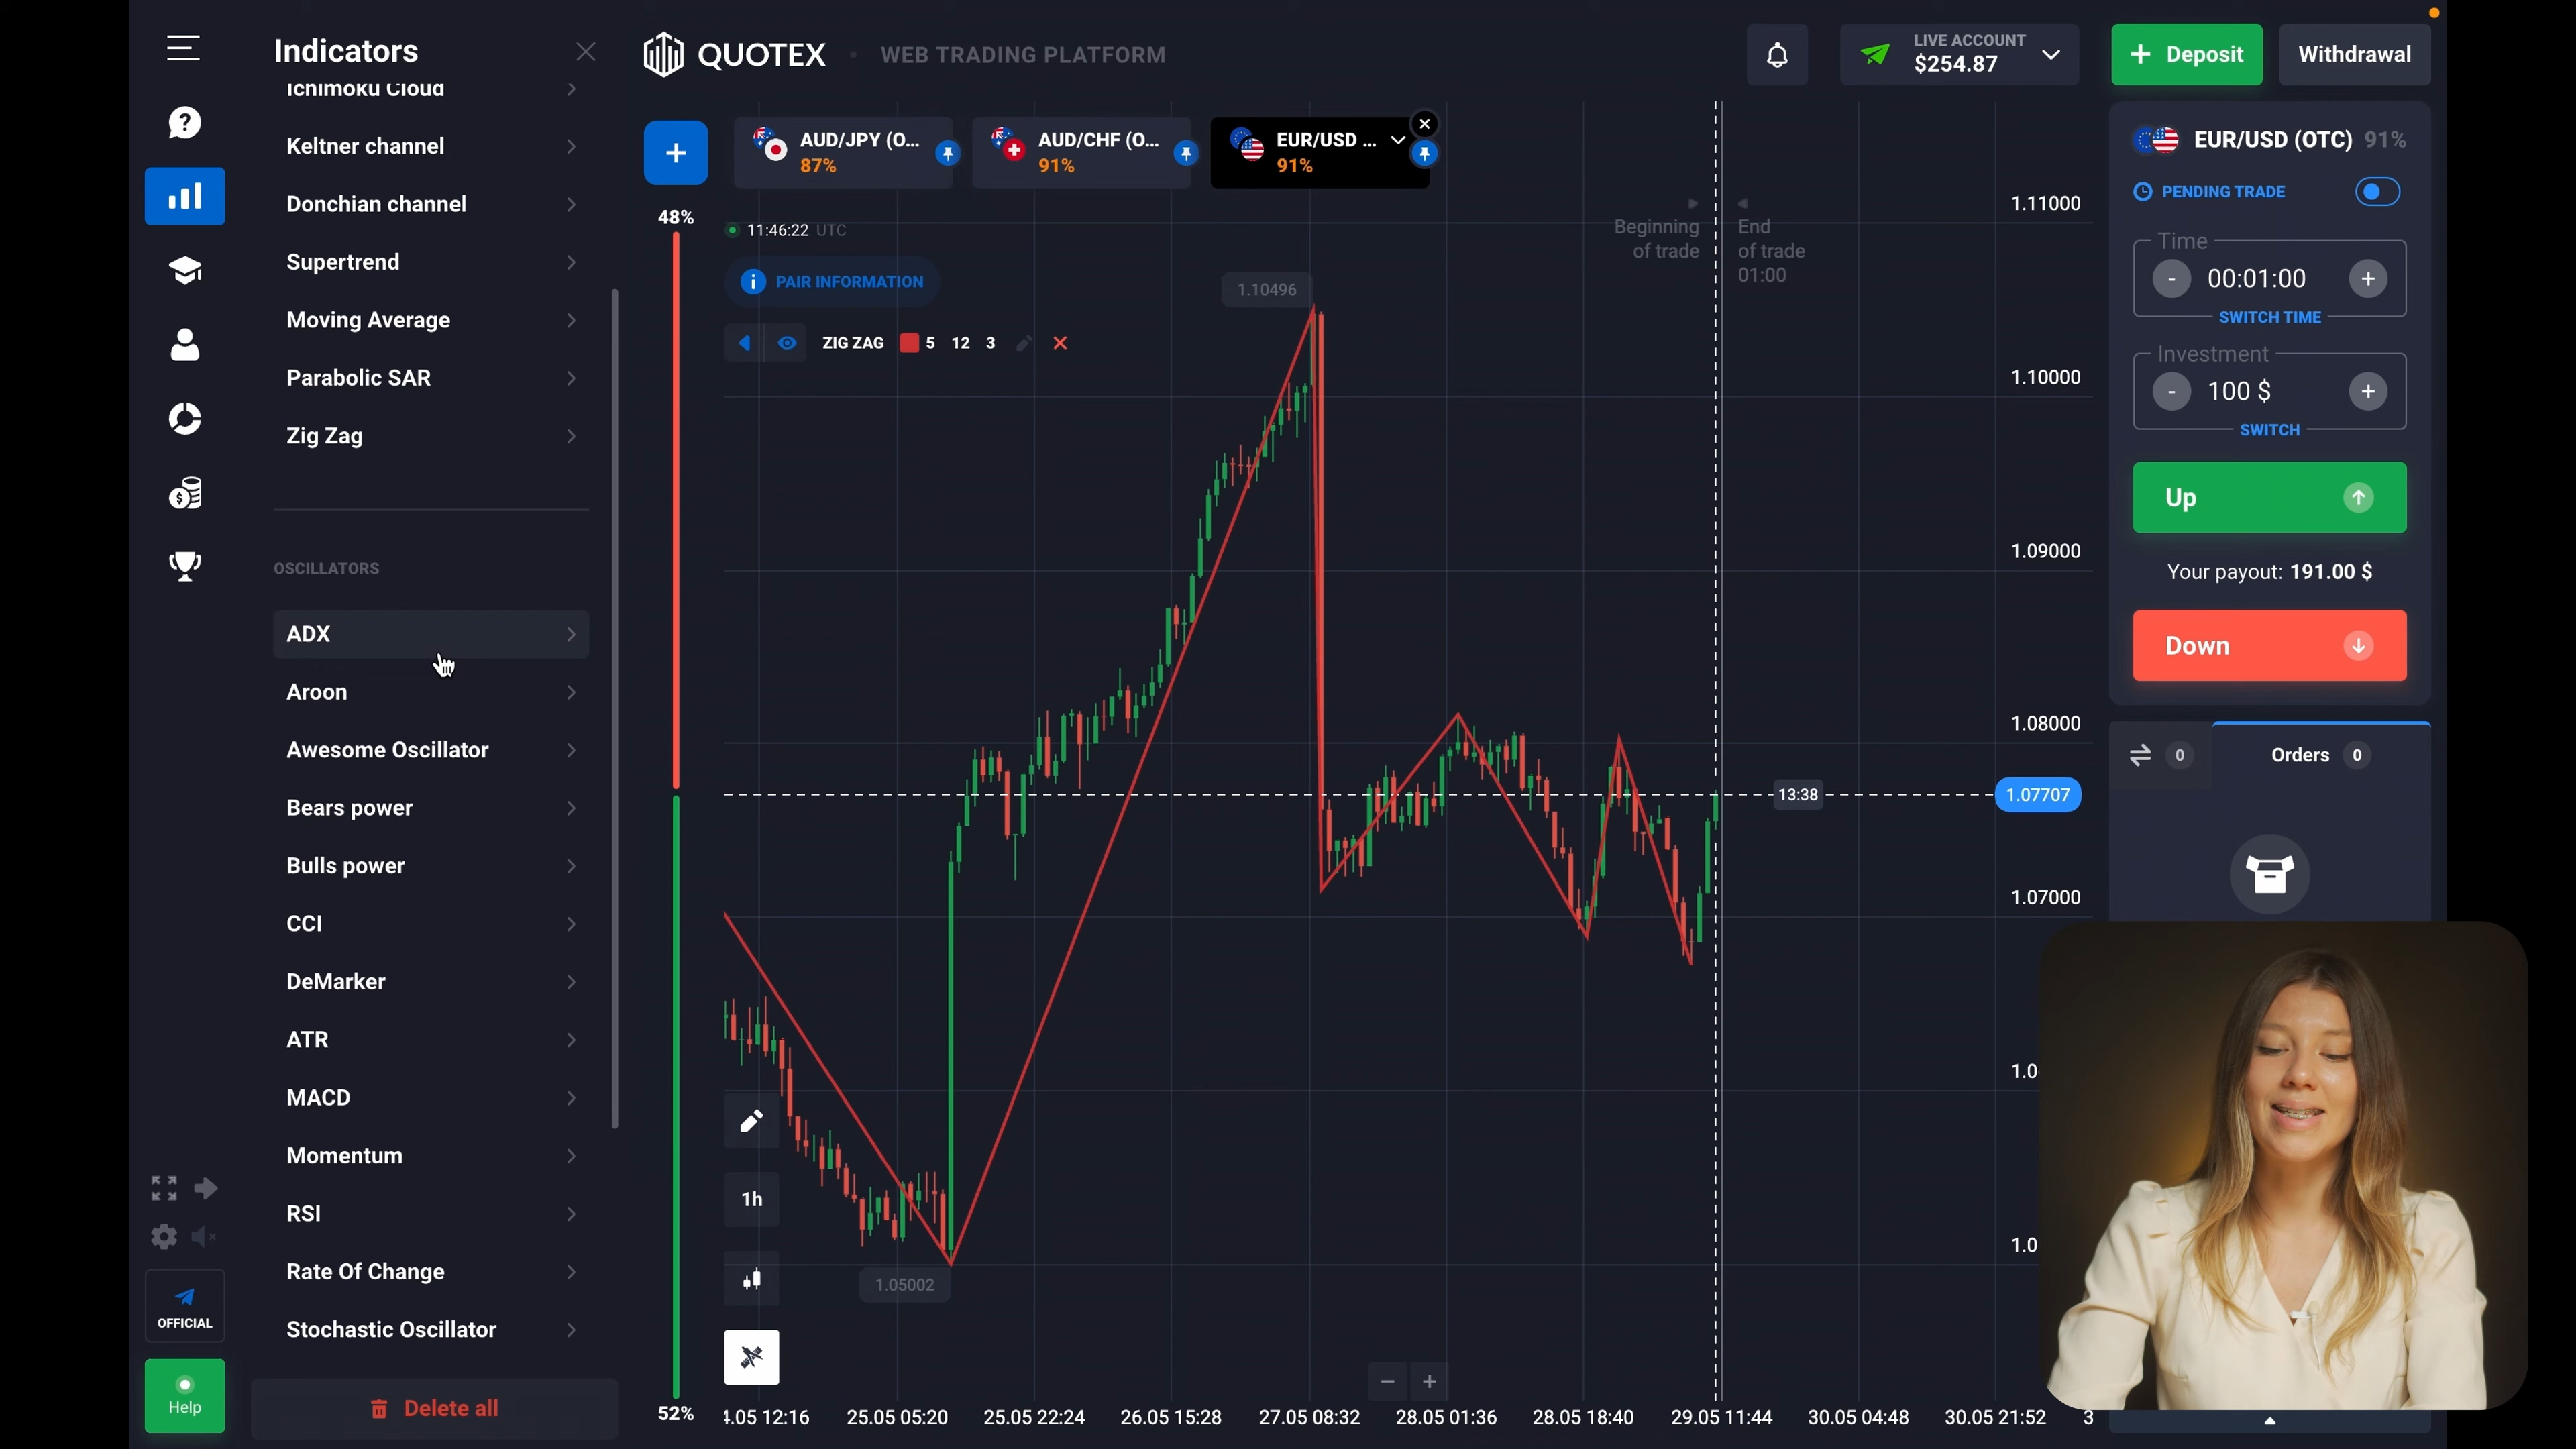 Indicators
Ichimoku Cloud
Keltner channel
Donchian channel
Supertrend
Moving Average
Parabolic SAR
Zig Zag
OSCILLATORS
ADX
Aroon
Awesome Oscillator
Bears power
Bulls power
CCI
DeMarker
ATR
MACD
Momentum
RSI
Rate Of Change
Stochastic Oscillator
Delete all
OFFICIAL
Help
QUOTEX
WEB TRADING PLATFORM
LIVE ACCOUNT
$254.87
+ Deposit
Withdrawal
+
AUD/JPY (O...
87%
AUD/CHF (O...
91%
EUR/USD ...
91%
48%
11:46:22 UTC
PAIR INFORMATION
ZIG ZAG 5 12 3
Beginning
of trade
End
of trade
01:00
1.10496
1.05002
1.11000
1.10000
1.09000
1.08000
13:38
1.07707
1.07000
1.0
1.0
1h
52%
25.05 05:20
25.05 22:24
26.05 15:28
27.05 08:32
28.05 01:36
28.05 18:40
29.05 11:44
30.05 04:48
30.05 21:52
3
EUR/USD (OTC) 91%
PENDING TRADE
Time
- 00:01:00 +
SWITCH TIME
Investment
- 100 $ +
SWITCH
Up
Your payout: 191.00 $
Down
0
Orders 0